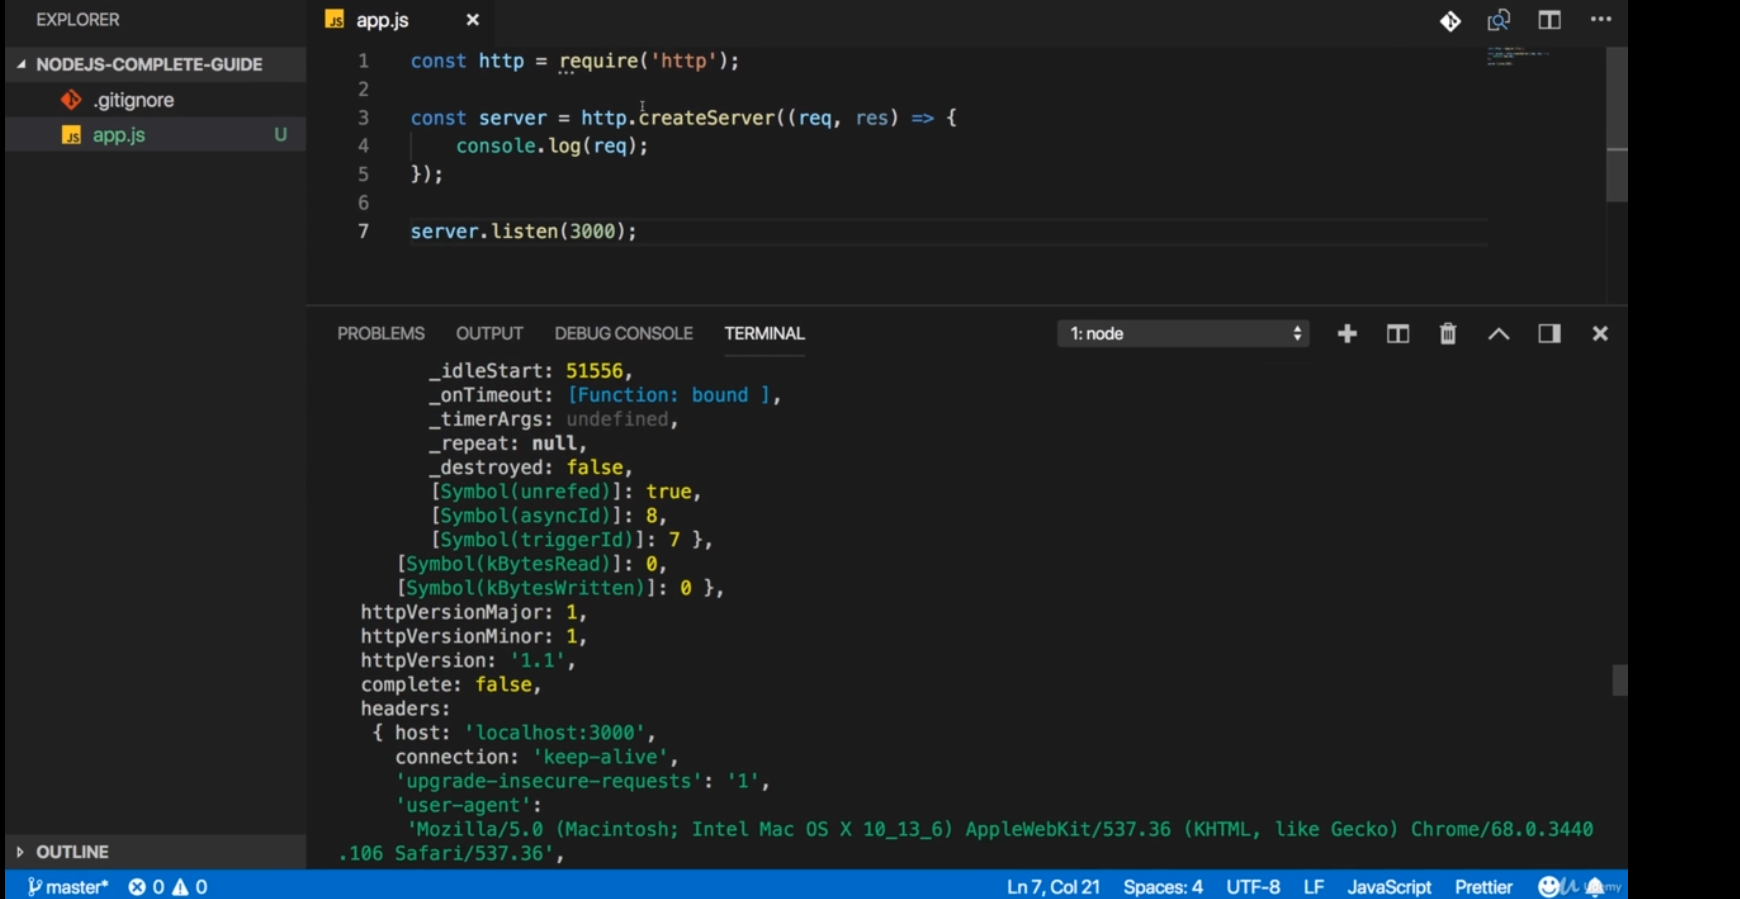 EXPLORER
NODEJS-COMPLETE-GUIDE
.gitignore
JS app.js U
OUTLINE
JS app.js ×
1 const http = require('http');
2
3 const server = http.createServer((req, res) => {
4 console.log(req);
5 });
6
7 server.listen(3000);
PROBLEMS OUTPUT DEBUG CONSOLE TERMINAL 1: node
_idleStart: 51556,
_onTimeout: [Function: bound ],
_timerArgs: undefined,
_repeat: null,
_destroyed: false,
[Symbol(unrefed)]: true,
[Symbol(asyncId)]: 8,
[Symbol(triggerId)]: 7 },
[Symbol(kBytesRead)]: 0,
[Symbol(kBytesWritten)]: 0 },
httpVersionMajor: 1,
httpVersionMinor: 1,
httpVersion: '1.1',
complete: false,
headers:
{ host: 'localhost:3000',
connection: 'keep-alive',
'upgrade-insecure-requests': '1',
'user-agent':
'Mozilla/5.0 (Macintosh; Intel Mac OS X 10_13_6) AppleWebKit/537.36 (KHTML, like Gecko) Chrome/68.0.3440
.106 Safari/537.36',
master* 0 0 Ln 7, Col 21 Spaces: 4 UTF-8 LF JavaScript Prettier